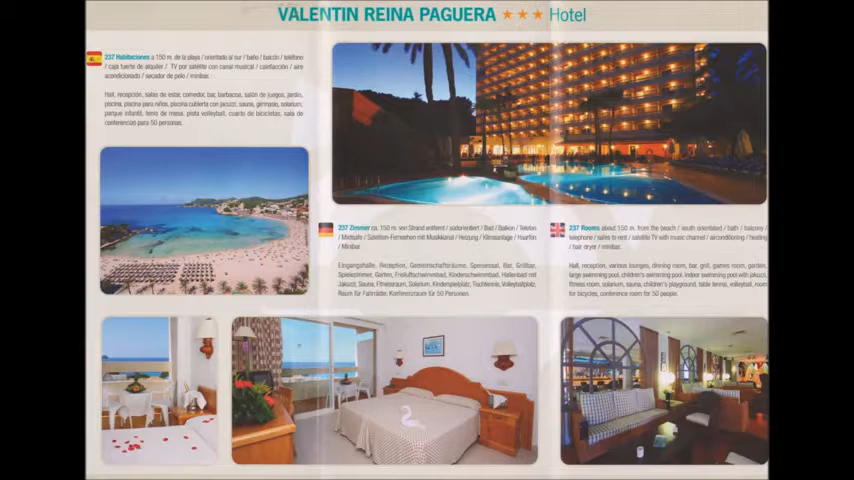 VALENTIN REINA PAGUERA ★ ★ ★ Hotel
237 Habitaciones a 150 m. de la playa / orientado al sur / baño / balcón / teléfono
/ caja fuerte de alquiler / TV por satélite con canal musical / calefacción / aire
acondicionado / secador de pelo / minibar.
Hall, recepción, salas de estar, comedor, bar, barbacoa, salón de juegos, jardín,
piscina, piscina para niños, piscina cubierta con jacuzzi, sauna, gimnasio, solarium,
parque infantil, tenis de mesa, pista volleyball, cuarto de bicicletas, sala de
conferencias para 50 personas.
237 Zimmer ca. 150 m. von Strand entfernt / südorientiert / Bad / Balkon / Telefon
/ Mietsafe / Satelliten-Fernsehen mit Musikkanal / Heizung / Klimaanlage / Haarfön
/ Minibar
Eingangshalle, Reception, Gemeinschaftsräume, Speisesaal, Bar, Grillbar,
Spielezimmer, Garten, Freiluftschwimmbad, Kinderschwimmbad, Hallenbad mit
Jakuzzi, Sauna, Fitnessraum, Solarium, Kinderspielplatz, Tischtennis, Volleyballplatz,
Raum für Fahrräder, Konferenzraum für 50 Personen.
237 Rooms about 150 m. from the beach / south orientated / bath / balcony /
telephone / safes to rent / satellite TV with music channel / airconditioning / heating
/ hair dryer / minibar.
Hall, reception, various lounges, dinning room, bar, grill, games room, garden,
large swimming pool, children's swimming pool, indoor swimming pool with jakuzzi,
fitness room, solarium, sauna, children's playground, table tennis, volleyball, room
for bicycles, conference room for 50 people.